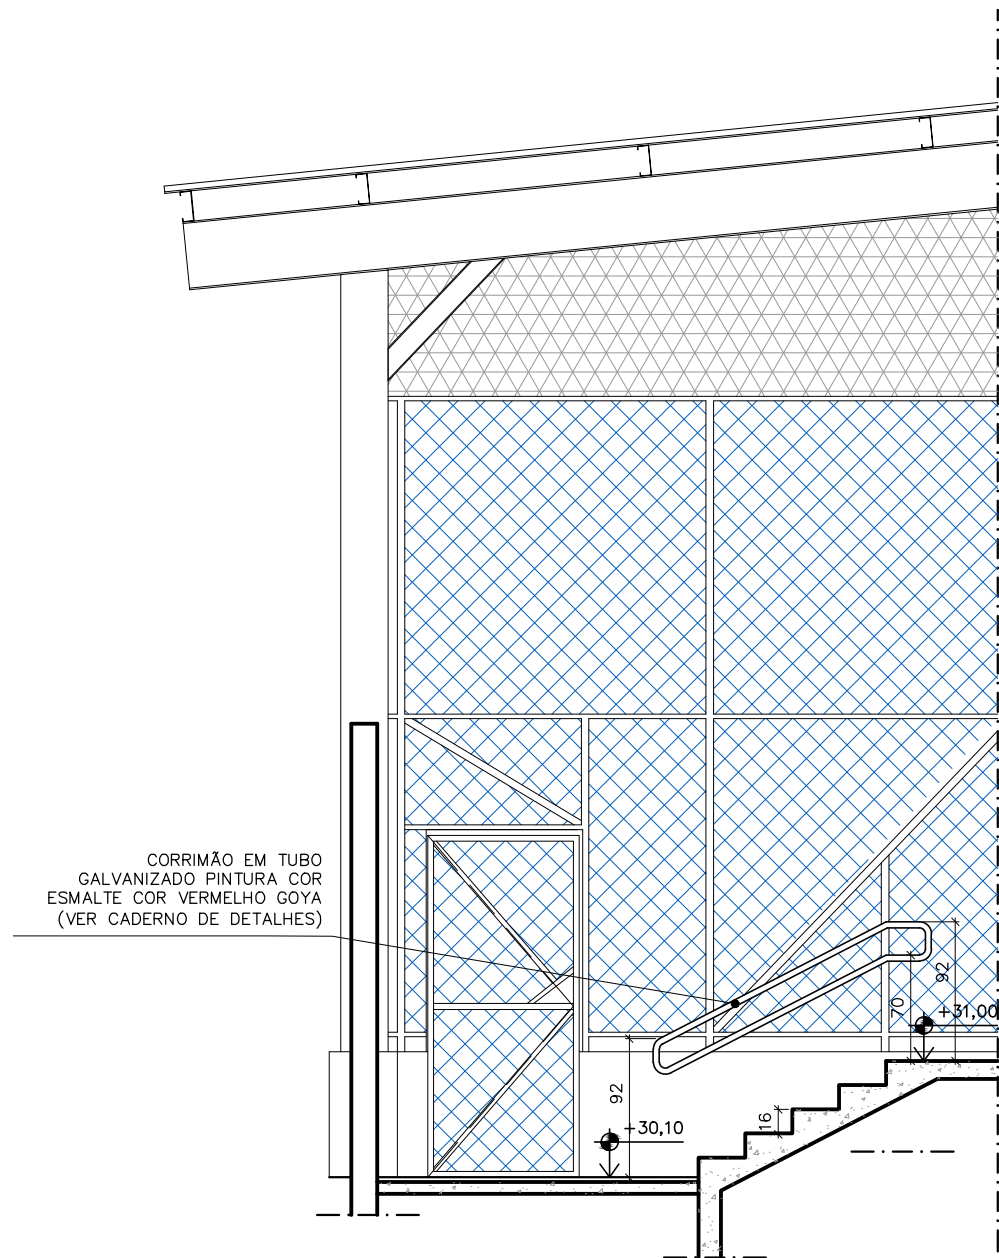 CORRIMÃO EM TUBO
GALVANIZADO PINTURA COR
ESMALTE COR VERMELHO GOYA
(VER CADERNO DE DETALHES)
92
70
+31,00
92
16
+30,10